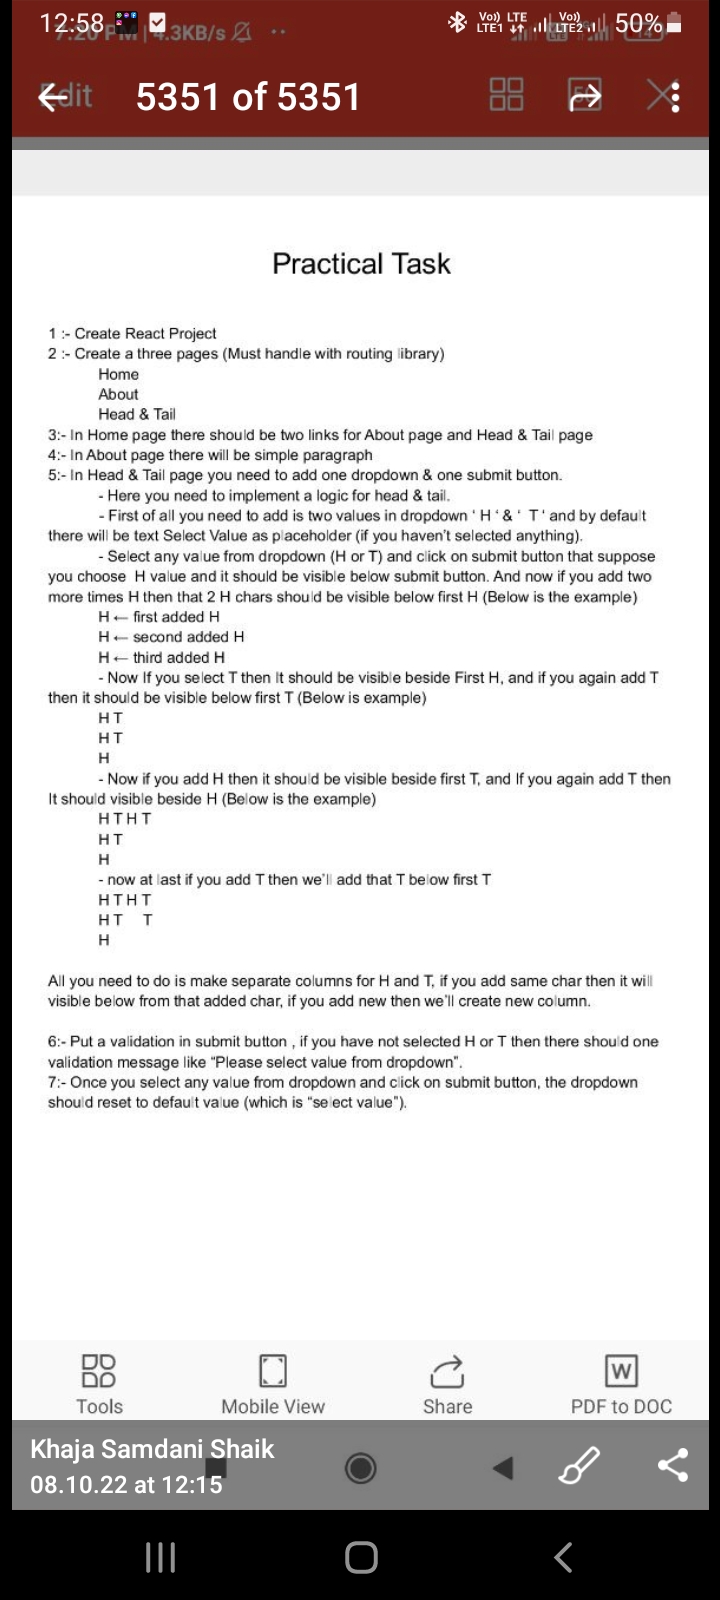 12:58
Vo)) LTE Vo)) 50%
LTE1 LTE2
7:20 PM | 4.3KB/s
Edit 5351 of 5351
Practical Task
1 :- Create React Project
2 :- Create a three pages (Must handle with routing library)
Home
About
Head & Tail
3:- In Home page there should be two links for About page and Head & Tail page
4:- In About page there will be simple paragraph
5:- In Head & Tail page you need to add one dropdown & one submit button.
- Here you need to implement a logic for head & tail.
- First of all you need to add is two values in dropdown ‘ H ‘ & ‘ T ‘ and by default
there will be text Select Value as placeholder (if you haven’t selected anything).
- Select any value from dropdown (H or T) and click on submit button that suppose
you choose H value and it should be visible below submit button. And now if you add two
more times H then that 2 H chars should be visible below first H (Below is the example)
H ← first added H
H ← second added H
H ← third added H
- Now If you select T then It should be visible beside First H, and if you again add T
then it should be visible below first T (Below is example)
H T
H T
H
- Now if you add H then it should be visible beside first T, and If you again add T then
It should visible beside H (Below is the example)
H T H T
H T
H
- now at last if you add T then we’ll add that T below first T
H T H T
H T T
H
All you need to do is make separate columns for H and T, if you add same char then it will
visible below from that added char, if you add new then we’ll create new column.
6:- Put a validation in submit button , if you have not selected H or T then there should one
validation message like “Please select value from dropdown”.
7:- Once you select any value from dropdown and click on submit button, the dropdown
should reset to default value (which is “select value”).
Tools Mobile View Share PDF to DOC
Khaja Samdani Shaik
08.10.22 at 12:15